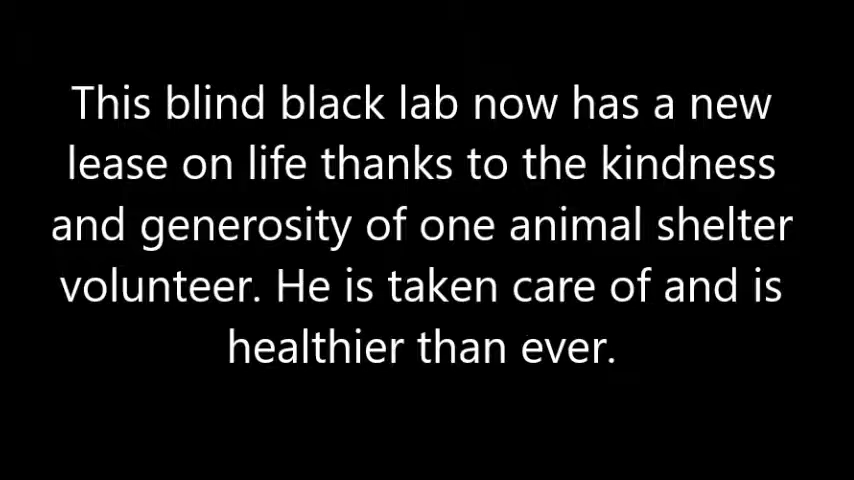 This blind black lab now has a new
lease on life thanks to the kindness
and generosity of one animal shelter
volunteer. He is taken care of and is
healthier than ever.